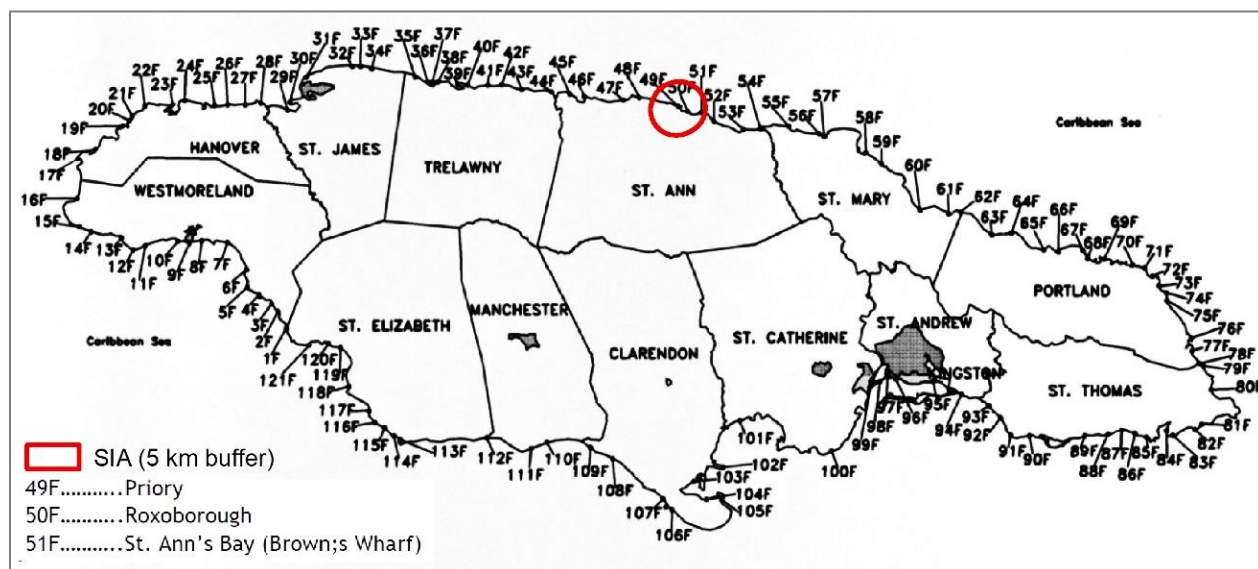 31F 33F 35F 37F
30F 32F 34F 36F 38F 40F 42F
28F 29F 39F 41F 43F 44F 45F 46F 48F 49F 51F
26F 27F 24F 25F 22F 23F 47F 50F 52F 54F
21F 20F 53F 55F 56F 57F
19F 58F Caribbean Sea
18F HANOVER ST. JAMES 59F
17F TRELAWNY ST. ANN
WESTMORELAND ST. MARY 60F 61F 62F
16F 63F 64F 65F 66F
15F 67F 68F 69F
14F 13F 12F 11F 10F 9F 8F 7F 70F 71F
72F
6F 73F
5F 4F PORTLAND 74F
3F MANCHESTER 75F
2F ST. ELIZABETH ST. CATHERINE ST. ANDREW 76F
Caribbean Sea 1F CLARENDON 77F
121F 120F 119F KINGSTON 78F
118F ST. THOMAS 79F
117F 97F 95F 80F
116F 98F 96F 94F 93F
115F 114F 113F 112F 111F 110F 109F 101F 99F 92F 81F
108F 102F 100F 91F 90F 89F 88F 87F 86F 85F 84F 83F 82F
103F
107F 104F
106F 105F
SIA (5 km buffer)
49F..........Priory
50F..........Roxoborough
51F..........St. Ann's Bay (Brown;s Wharf)